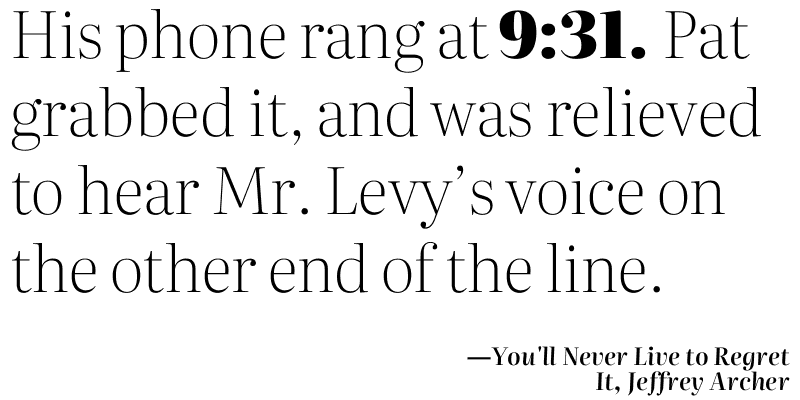 His phone rang at 9:31. Pat
grabbed it, and was relieved
to hear Mr. Levy’s voice on
the other end of the line.
—You'll Never Live to Regret
It, Jeffrey Archer